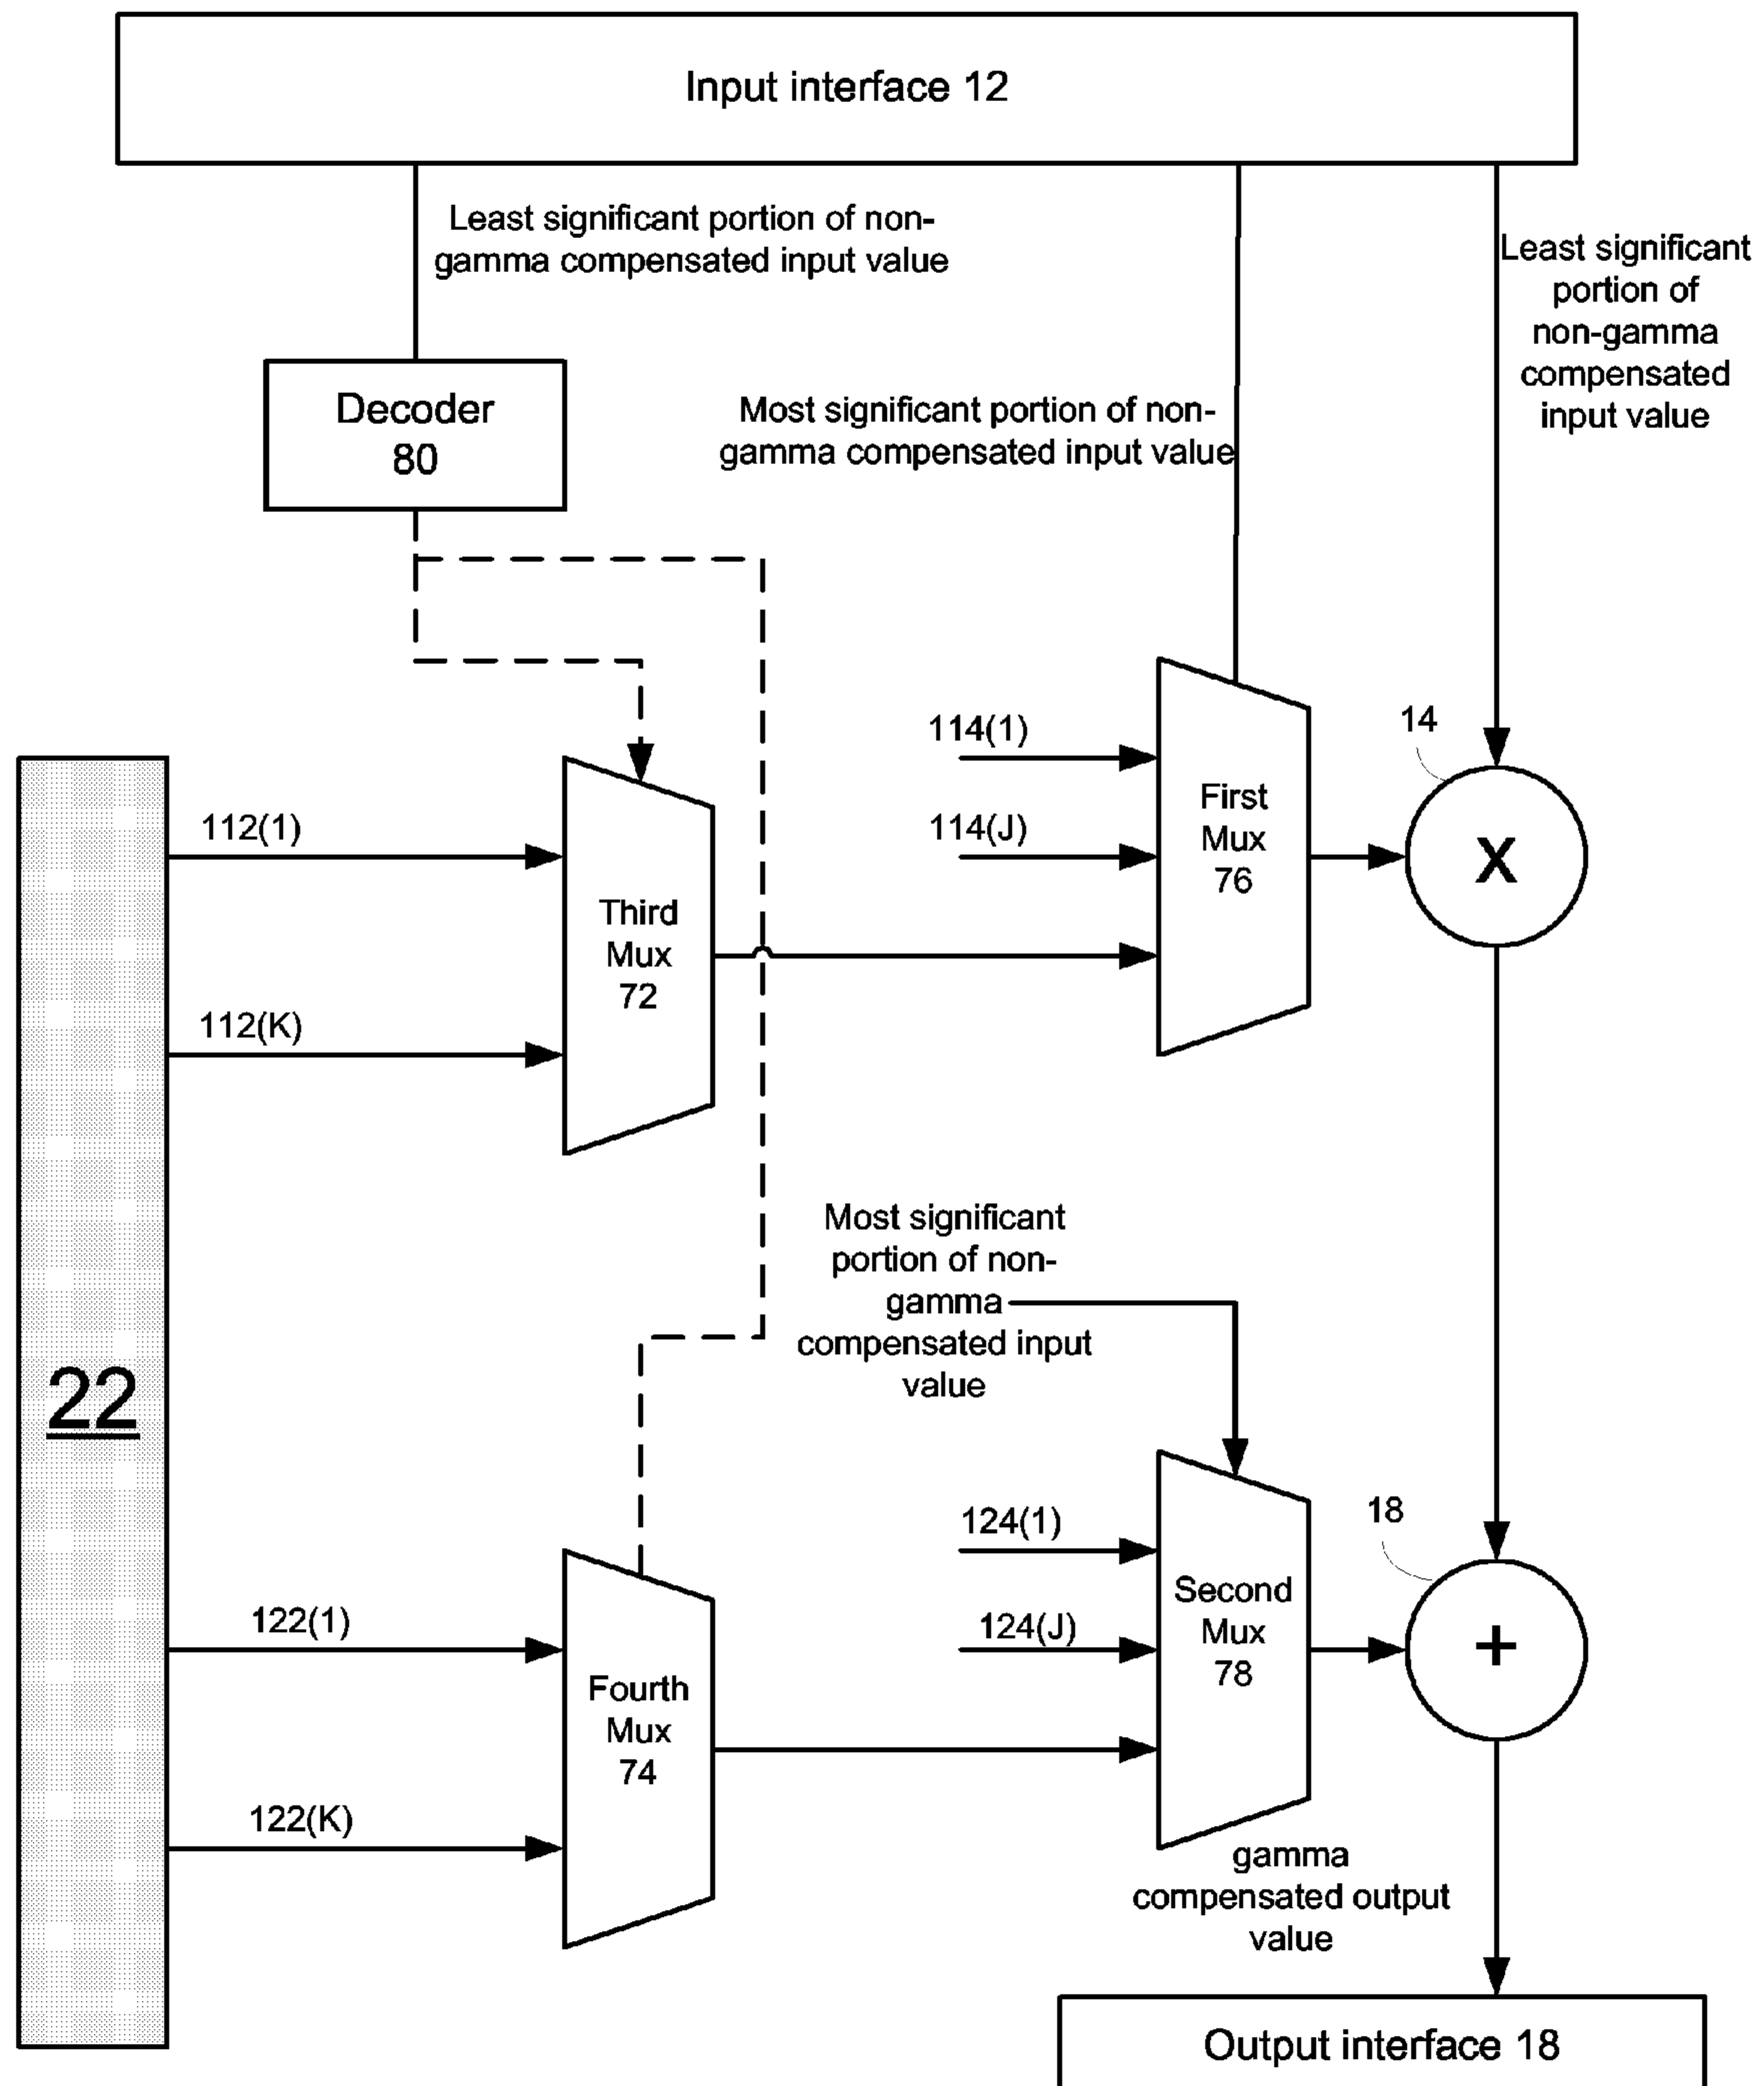 Input interface 12
Least significant portion of non-
gamma compensated input value
Least significant
portion of
non-gamma
compensated
input value
Decoder
80
Most significant portion of non-
gamma compensated input value
114(1)
14
112(1)
114(J)
First
Mux
76
X
Third
Mux
72
112(K)
Most significant
portion of non-
gamma
compensated input
value
22
124(1)
18
122(1)
124(J)
Second
Mux
78
+
Fourth
Mux
74
122(K)
gamma
compensated output
value
Output interface 18